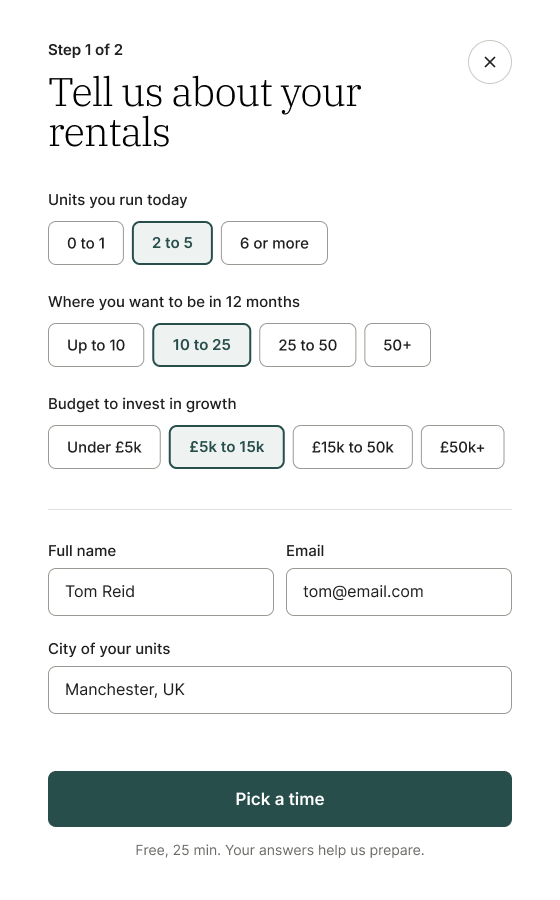 Step 1 of 2
Tell us about your
rentals
Units you run today
0 to 1
2 to 5
6 or more
Where you want to be in 12 months
Up to 10
10 to 25
25 to 50
50+
Budget to invest in growth
Under £5k
£5k to 15k
£15k to 50k
£50k+
Full name
Email
Tom Reid
tom@email.com
City of your units
Manchester, UK
Pick a time
Free, 25 min. Your answers help us prepare.